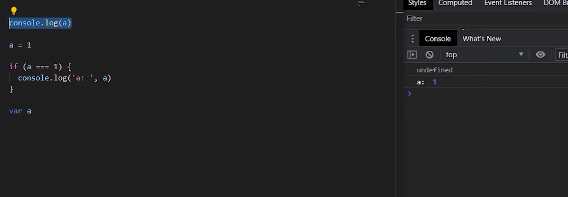 console.log(a)
a = 1
if (a === 1) {
console.log('a: ', a)
}
var a
Styles Computed Event Listeners DOM B
Filter
Console What's New
top Filt
undefined
a: 1